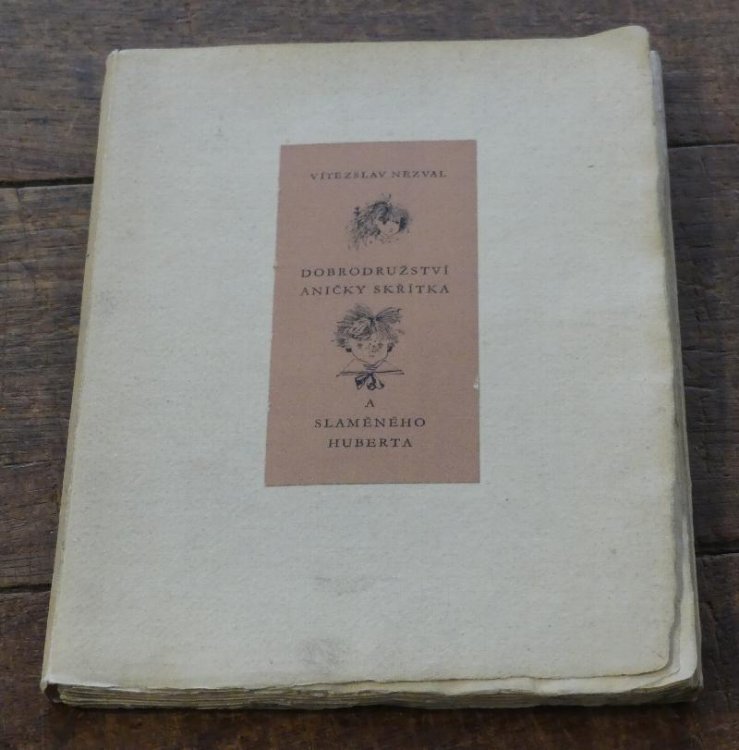 VÍTĚZSLAV NEZVAL
DOBRODRUŽSTVÍ
ANIČKY SKŘÍTKA
A
SLAMĚNÉHO
HUBERTA